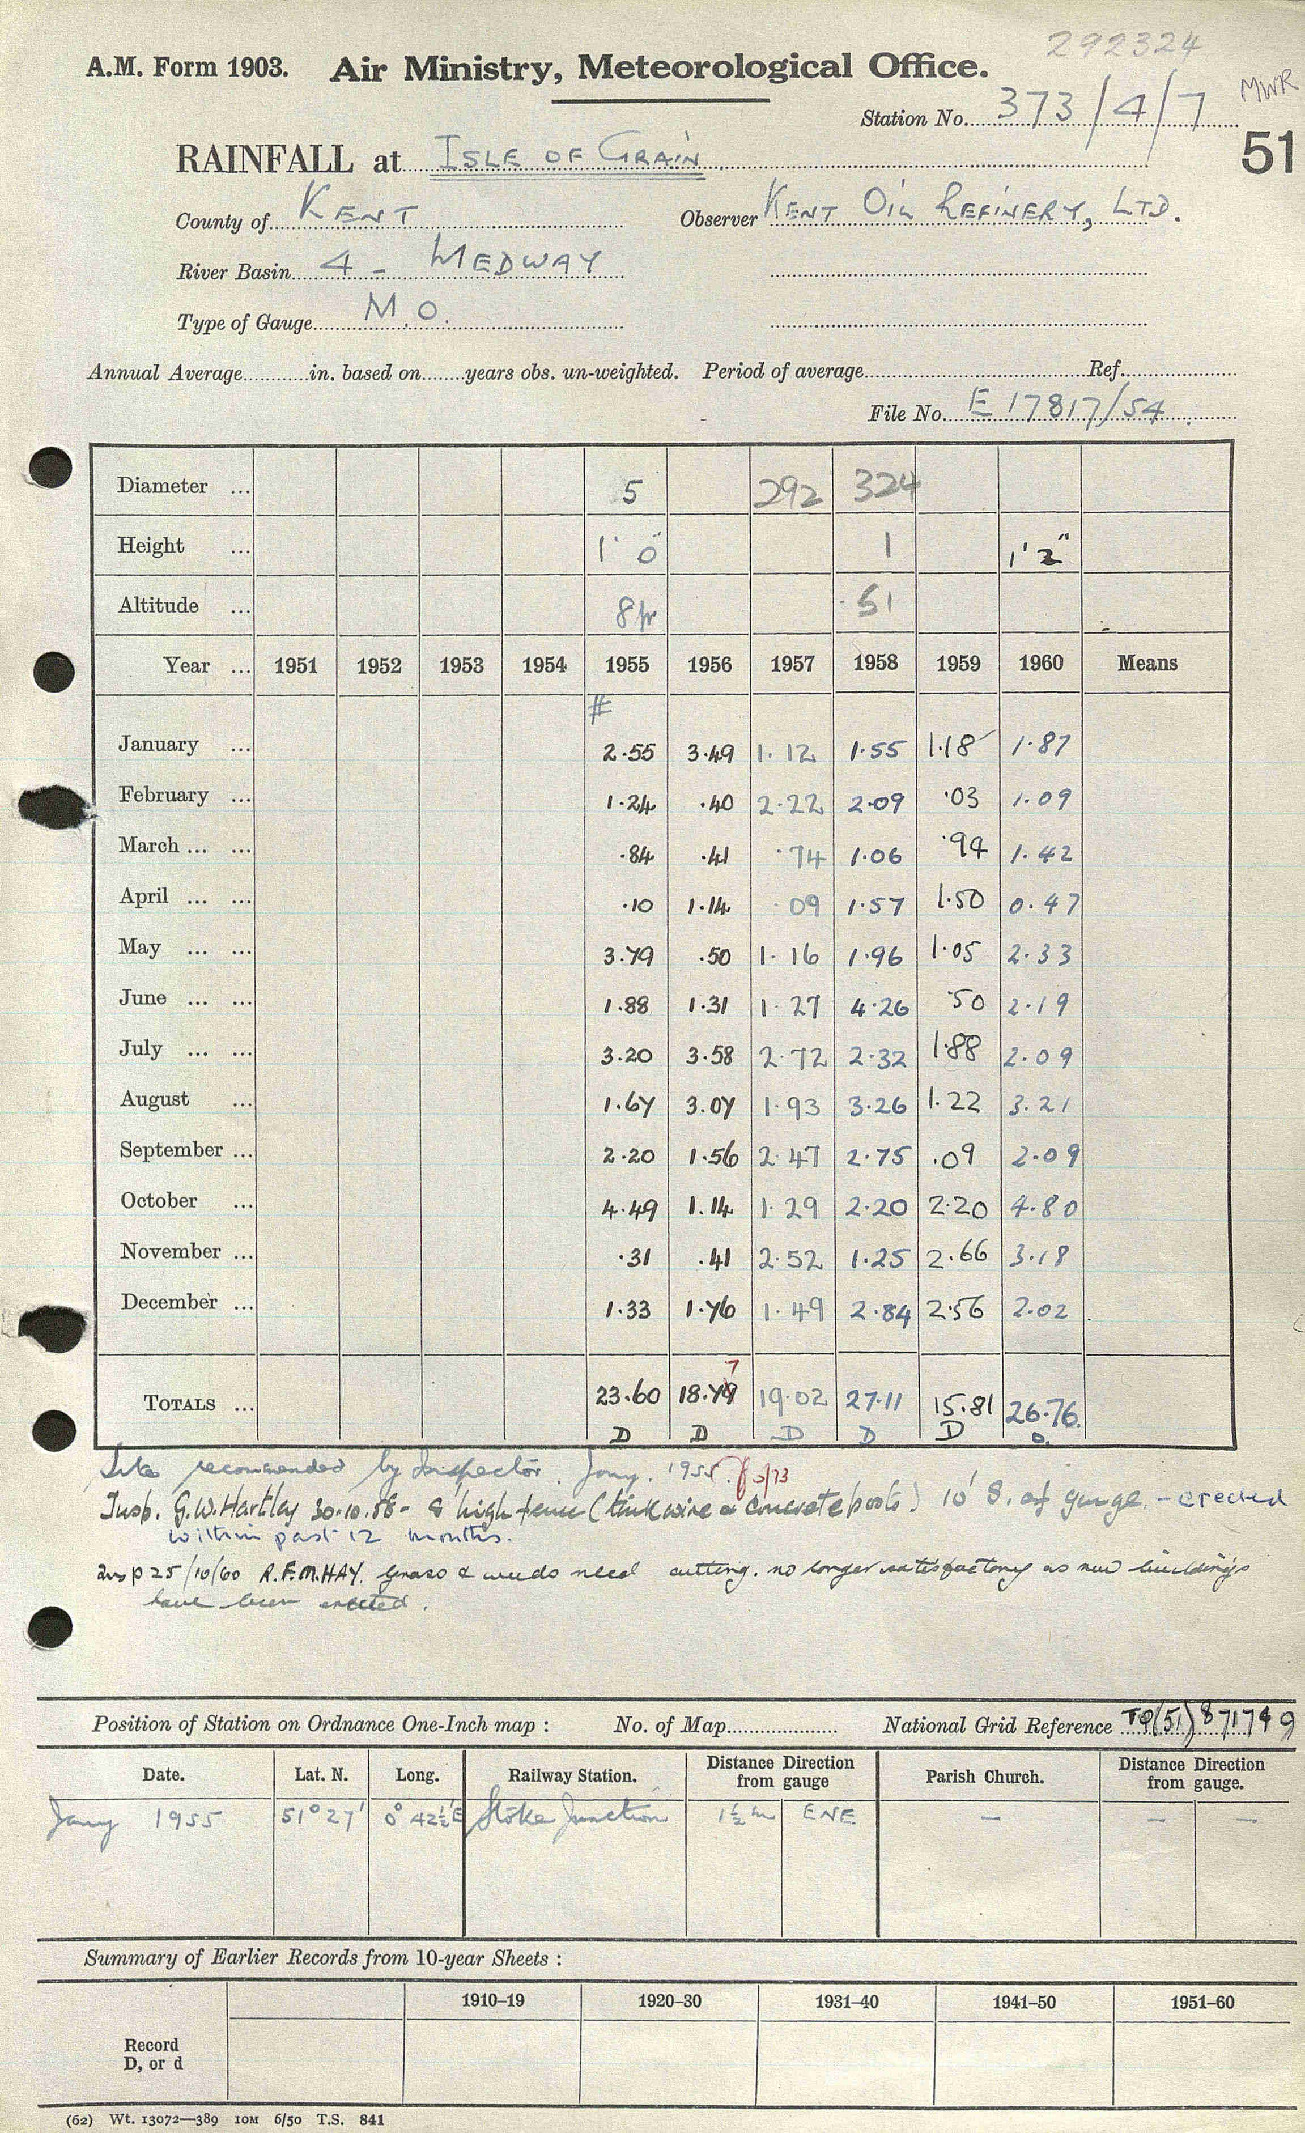 292324
A.M. Form 1903. Air Ministry, Meteorological Office.
MWR
Station No. 373/4/7
51
RAINFALL at ISLE OF GRAIN
County of KENT Observer KENT OIL REFINERY, LTD.
River Basin 4 - MEDWAY
Type of Gauge M.O.
Annual Average in. based on years obs. un-weighted. Period of average Ref.
File No. E 17817/54
Diameter ... 5 292 324
Height ... 1' 0" 1 1' 2"
Altitude ... 8 51
Year ... 1951 1952 1953 1954 1955 1956 1957 1958 1959 1960 Means
#
January ... 2.55 3.49 1.12 1.55 1.18 1.87
February ... 1.24 .40 2.22 2.09 .03 1.09
March ... ... .84 .41 .74 1.06 .94 1.42
April ... ... .10 1.14 .09 1.57 1.50 0.47
May ... ... 3.79 .50 1.16 1.96 1.05 2.33
June ... ... 1.88 1.31 1.27 4.26 .50 2.19
July ... ... 3.20 3.58 2.72 2.32 1.88 2.09
August ... 1.67 3.07 1.93 3.26 1.22 3.21
September ... 2.20 1.56 2.47 2.75 .09 2.09
October ... 4.49 1.14 1.29 2.20 2.20 4.80
November ... .31 .41 2.52 1.25 2.66 3.18
December ... 1.33 1.76 1.49 2.84 2.56 2.02
7
TOTALS ... 23.60 18.79 19.02 27.11 15.81 26.76
D D D D D D
Site recommended by Inspector. Jany. 1955.
Insp. G.W. Hartley 30.10.58 - 8' high fence (thick wire & concrete posts) 10' S. of gauge - erected
within past 12 months.
Insp 25/10/60 R.F.M. HAY. Grass & weeds need cutting. no longer satisfactory as new buildings
have been erected.
Position of Station on Ordnance One-Inch map : No. of Map National Grid Reference TQ(51)871749
Date. Lat. N. Long. Railway Station. Distance Direction from gauge Parish Church. Distance Direction from gauge.
Jany 1955 51° 27' 0° 42½'E Stoke Junction 1½ m ENE — — —
Summary of Earlier Records from 10-year Sheets :
1910–19 1920–30 1931–40 1941–50 1951–60
Record
D, or d
(62) Wt. 13072—389 10M 6/50 T.S. 841